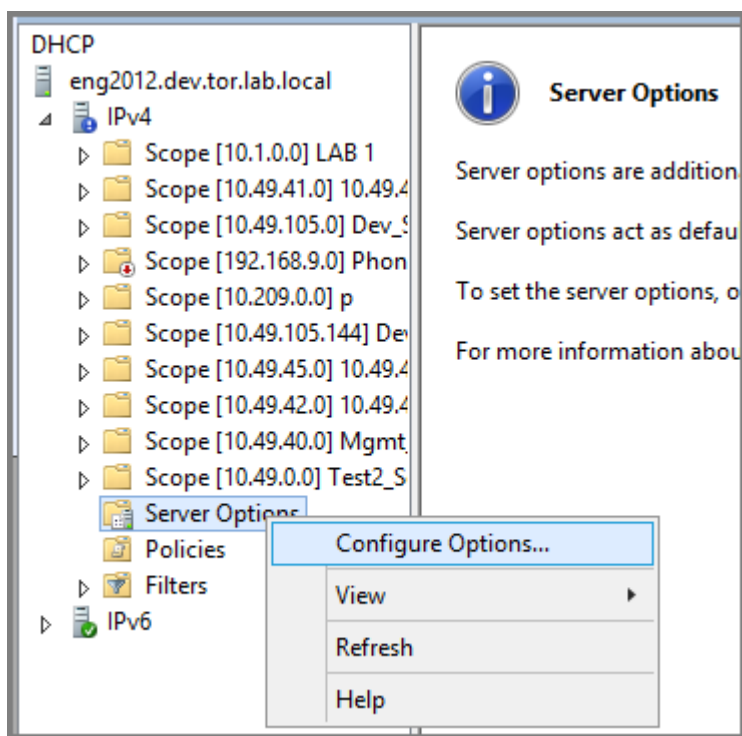 DHCP
eng2012.dev.tor.lab.local
IPv4
Scope [10.1.0.0] LAB 1
Scope [10.49.41.0] 10.49.4
Scope [10.49.105.0] Dev_S
Scope [192.168.9.0] Phon
Scope [10.209.0.0] p
Scope [10.49.105.144] De
Scope [10.49.45.0] 10.49.4
Scope [10.49.42.0] 10.49.4
Scope [10.49.40.0] Mgmt_
Scope [10.49.0.0] Test2_S
Server Options
Policies
Filters
IPv6
Server Options
Server options are addition
Server options act as defau
To set the server options, o
For more information abou
Configure Options...
View
Refresh
Help